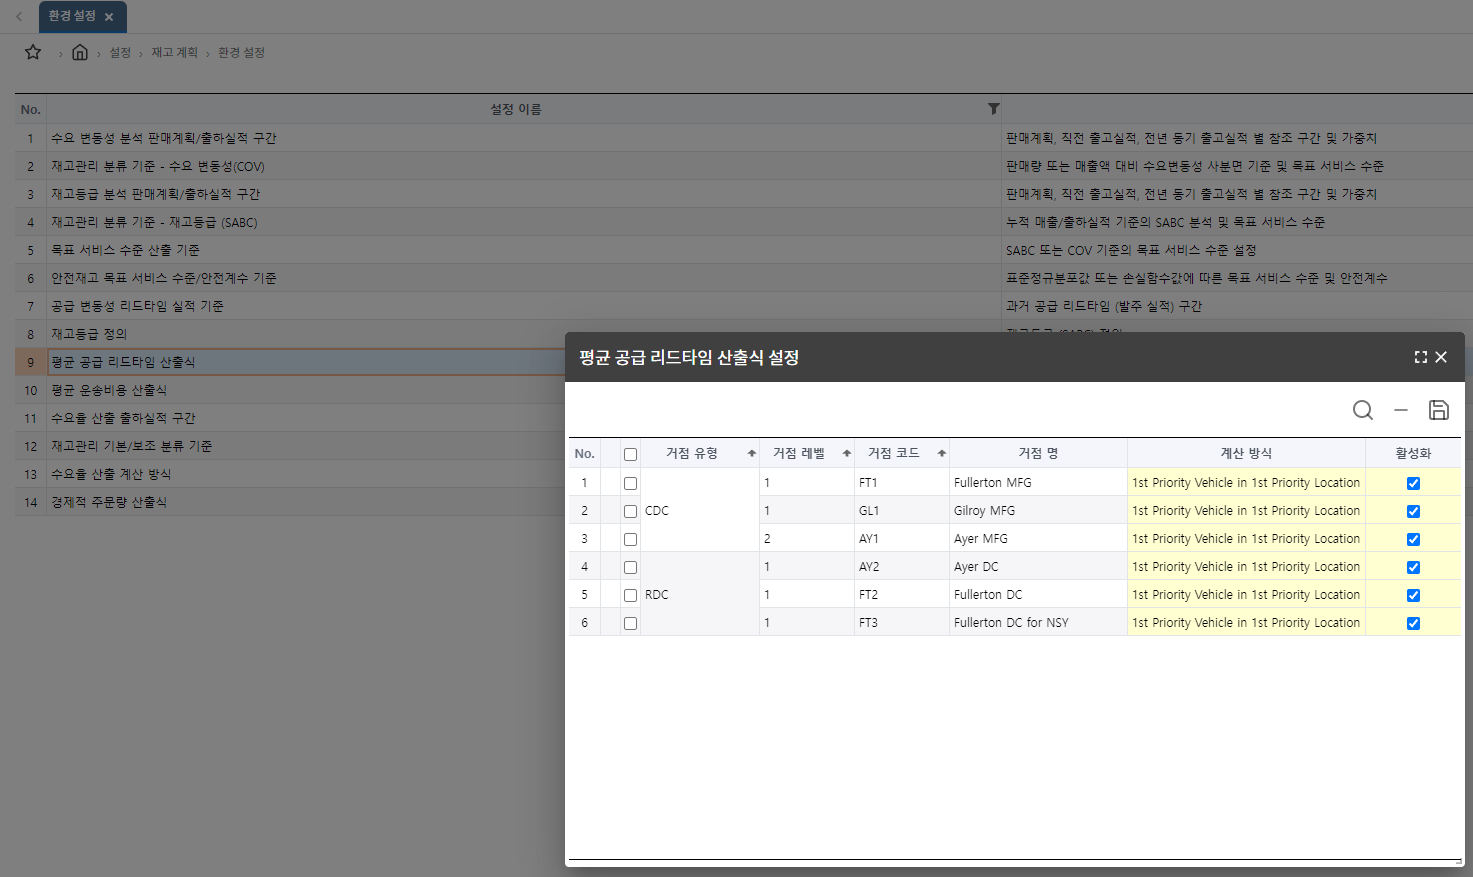 환경 설정
설정 › 재고 계획 › 환경 설정
No. 설정 이름
1 수요 변동성 분석 판매계획/출하실적 구간 판매계획, 직전 출고실적, 전년 동기 출고실적 별 참조 구간 및 가중치
2 재고관리 분류 기준 - 수요 변동성(COV) 판매량 또는 매출액 대비 수요변동성 사분면 기준 및 목표 서비스 수준
3 재고등급 분석 판매계획/출하실적 구간 판매계획, 직전 출고실적, 전년 동기 출고실적 별 참조 구간 및 가중치
4 재고관리 분류 기준 - 재고등급 (SABC) 누적 매출/출하실적 기준의 SABC 분석 및 목표 서비스 수준
5 목표 서비스 수준 산출 기준 SABC 또는 COV 기준의 목표 서비스 수준 설정
6 안전재고 목표 서비스 수준/안전계수 기준 표준정규분포값 또는 손실함수값에 따른 목표 서비스 수준 및 안전계수
7 공급 변동성 리드타임 실적 기준 과거 공급 리드타임 (발주 실적) 구간
8 재고등급 정의
9 평균 공급 리드타임 산출식
10 평균 운송비용 산출식
11 수요율 산출 출하실적 구간
12 재고관리 기본/보조 분류 기준
13 수요율 산출 계산 방식
14 경제적 주문량 산출식
평균 공급 리드타임 산출식 설정
No. 거점 유형 거점 레벨 거점 코드 거점 명 계산 방식 활성화
1 1 FT1 Fullerton MFG 1st Priority Vehicle in 1st Priority Location
2 CDC 1 GL1 Gilroy MFG 1st Priority Vehicle in 1st Priority Location
3 2 AY1 Ayer MFG 1st Priority Vehicle in 1st Priority Location
4 1 AY2 Ayer DC 1st Priority Vehicle in 1st Priority Location
5 RDC 1 FT2 Fullerton DC 1st Priority Vehicle in 1st Priority Location
6 1 FT3 Fullerton DC for NSY 1st Priority Vehicle in 1st Priority Location